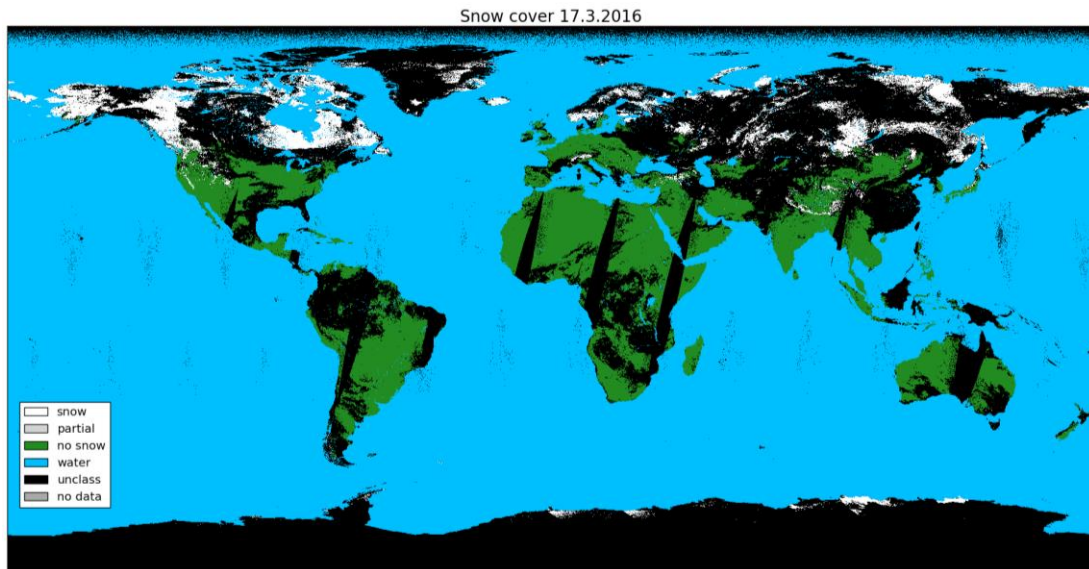 Snow cover 17.3.2016
snow
partial
no snow
water
unclass
no data